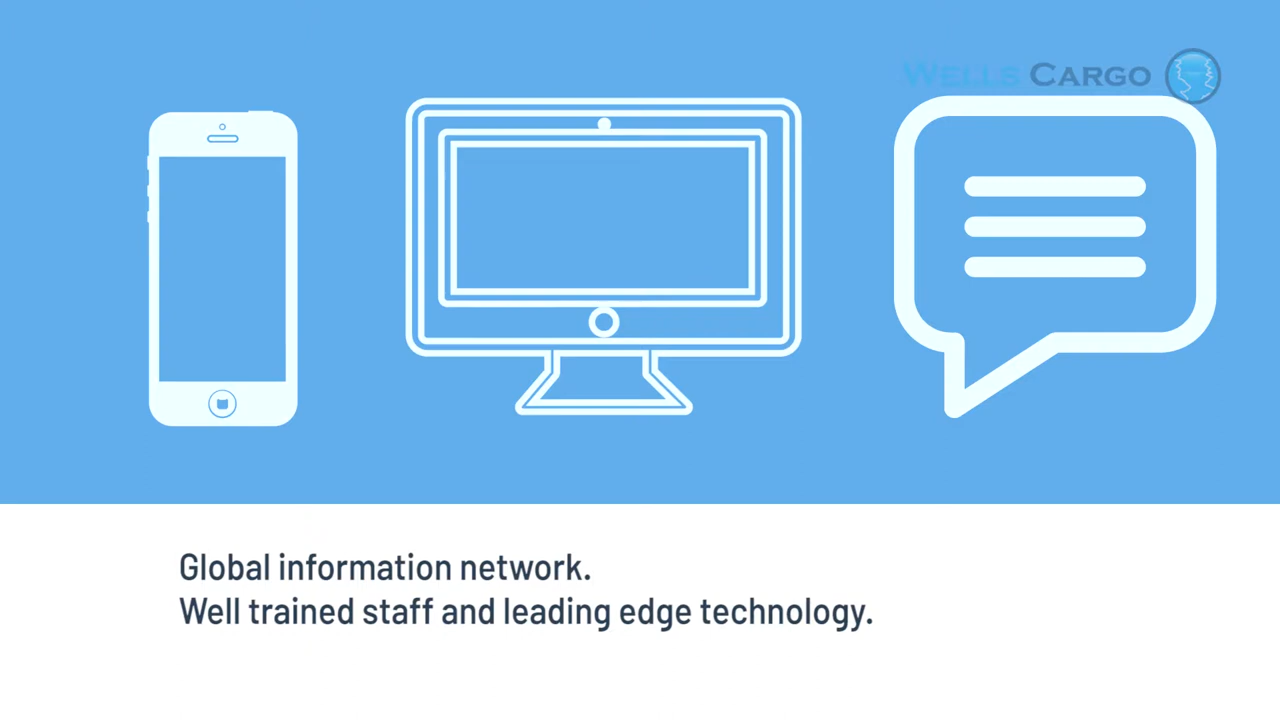 Wells Cargo
Global information network.
Well trained staff and leading edge technology.